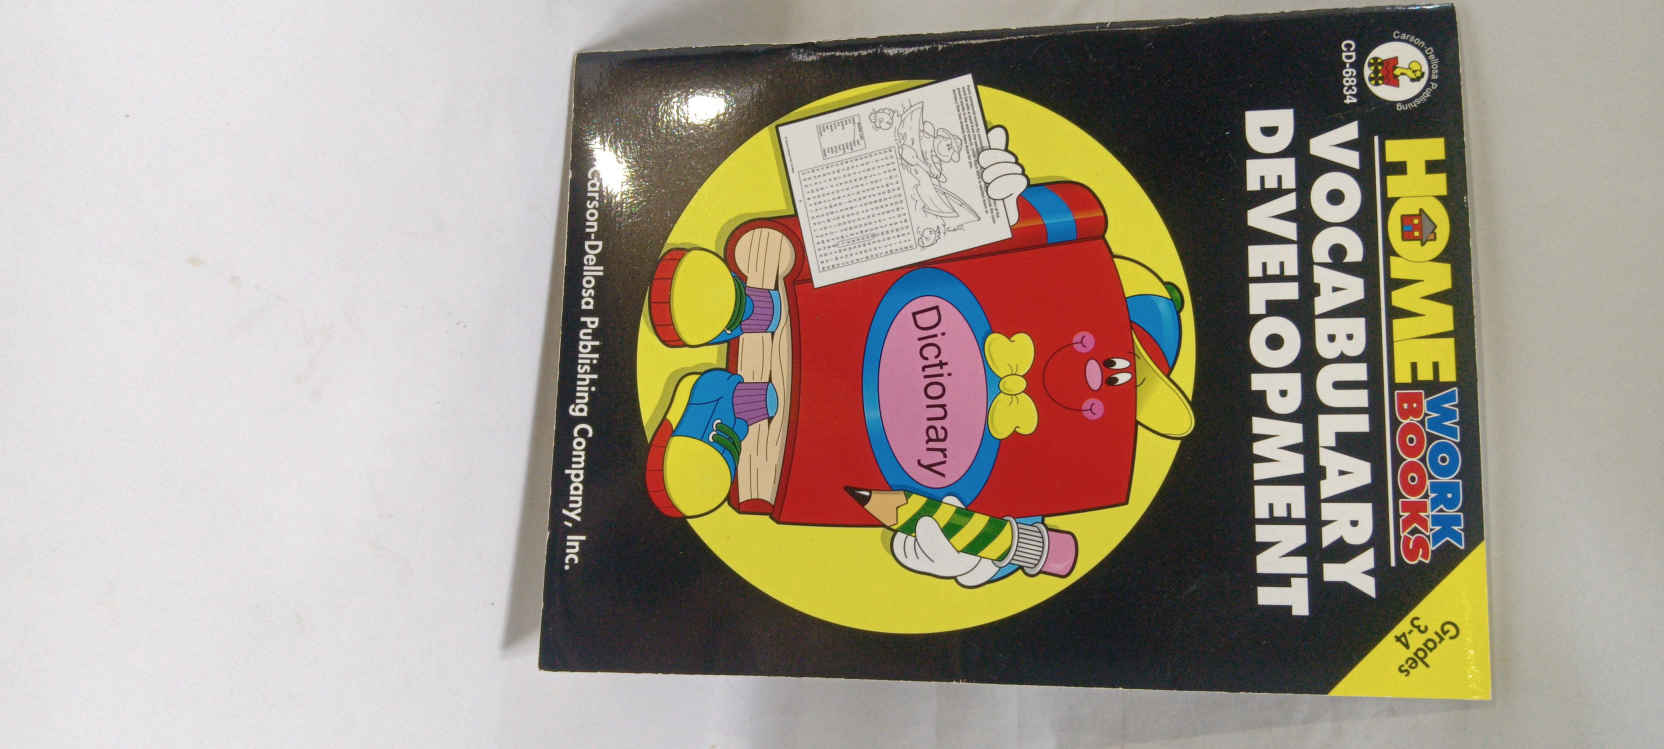 Carson-Dellosa Publishing
CD-6834
HOME WORK BOOKS
VOCABULARY
DEVELOPMENT
Grades
3-4
Dictionary
Carson-Dellosa Publishing Company, Inc.